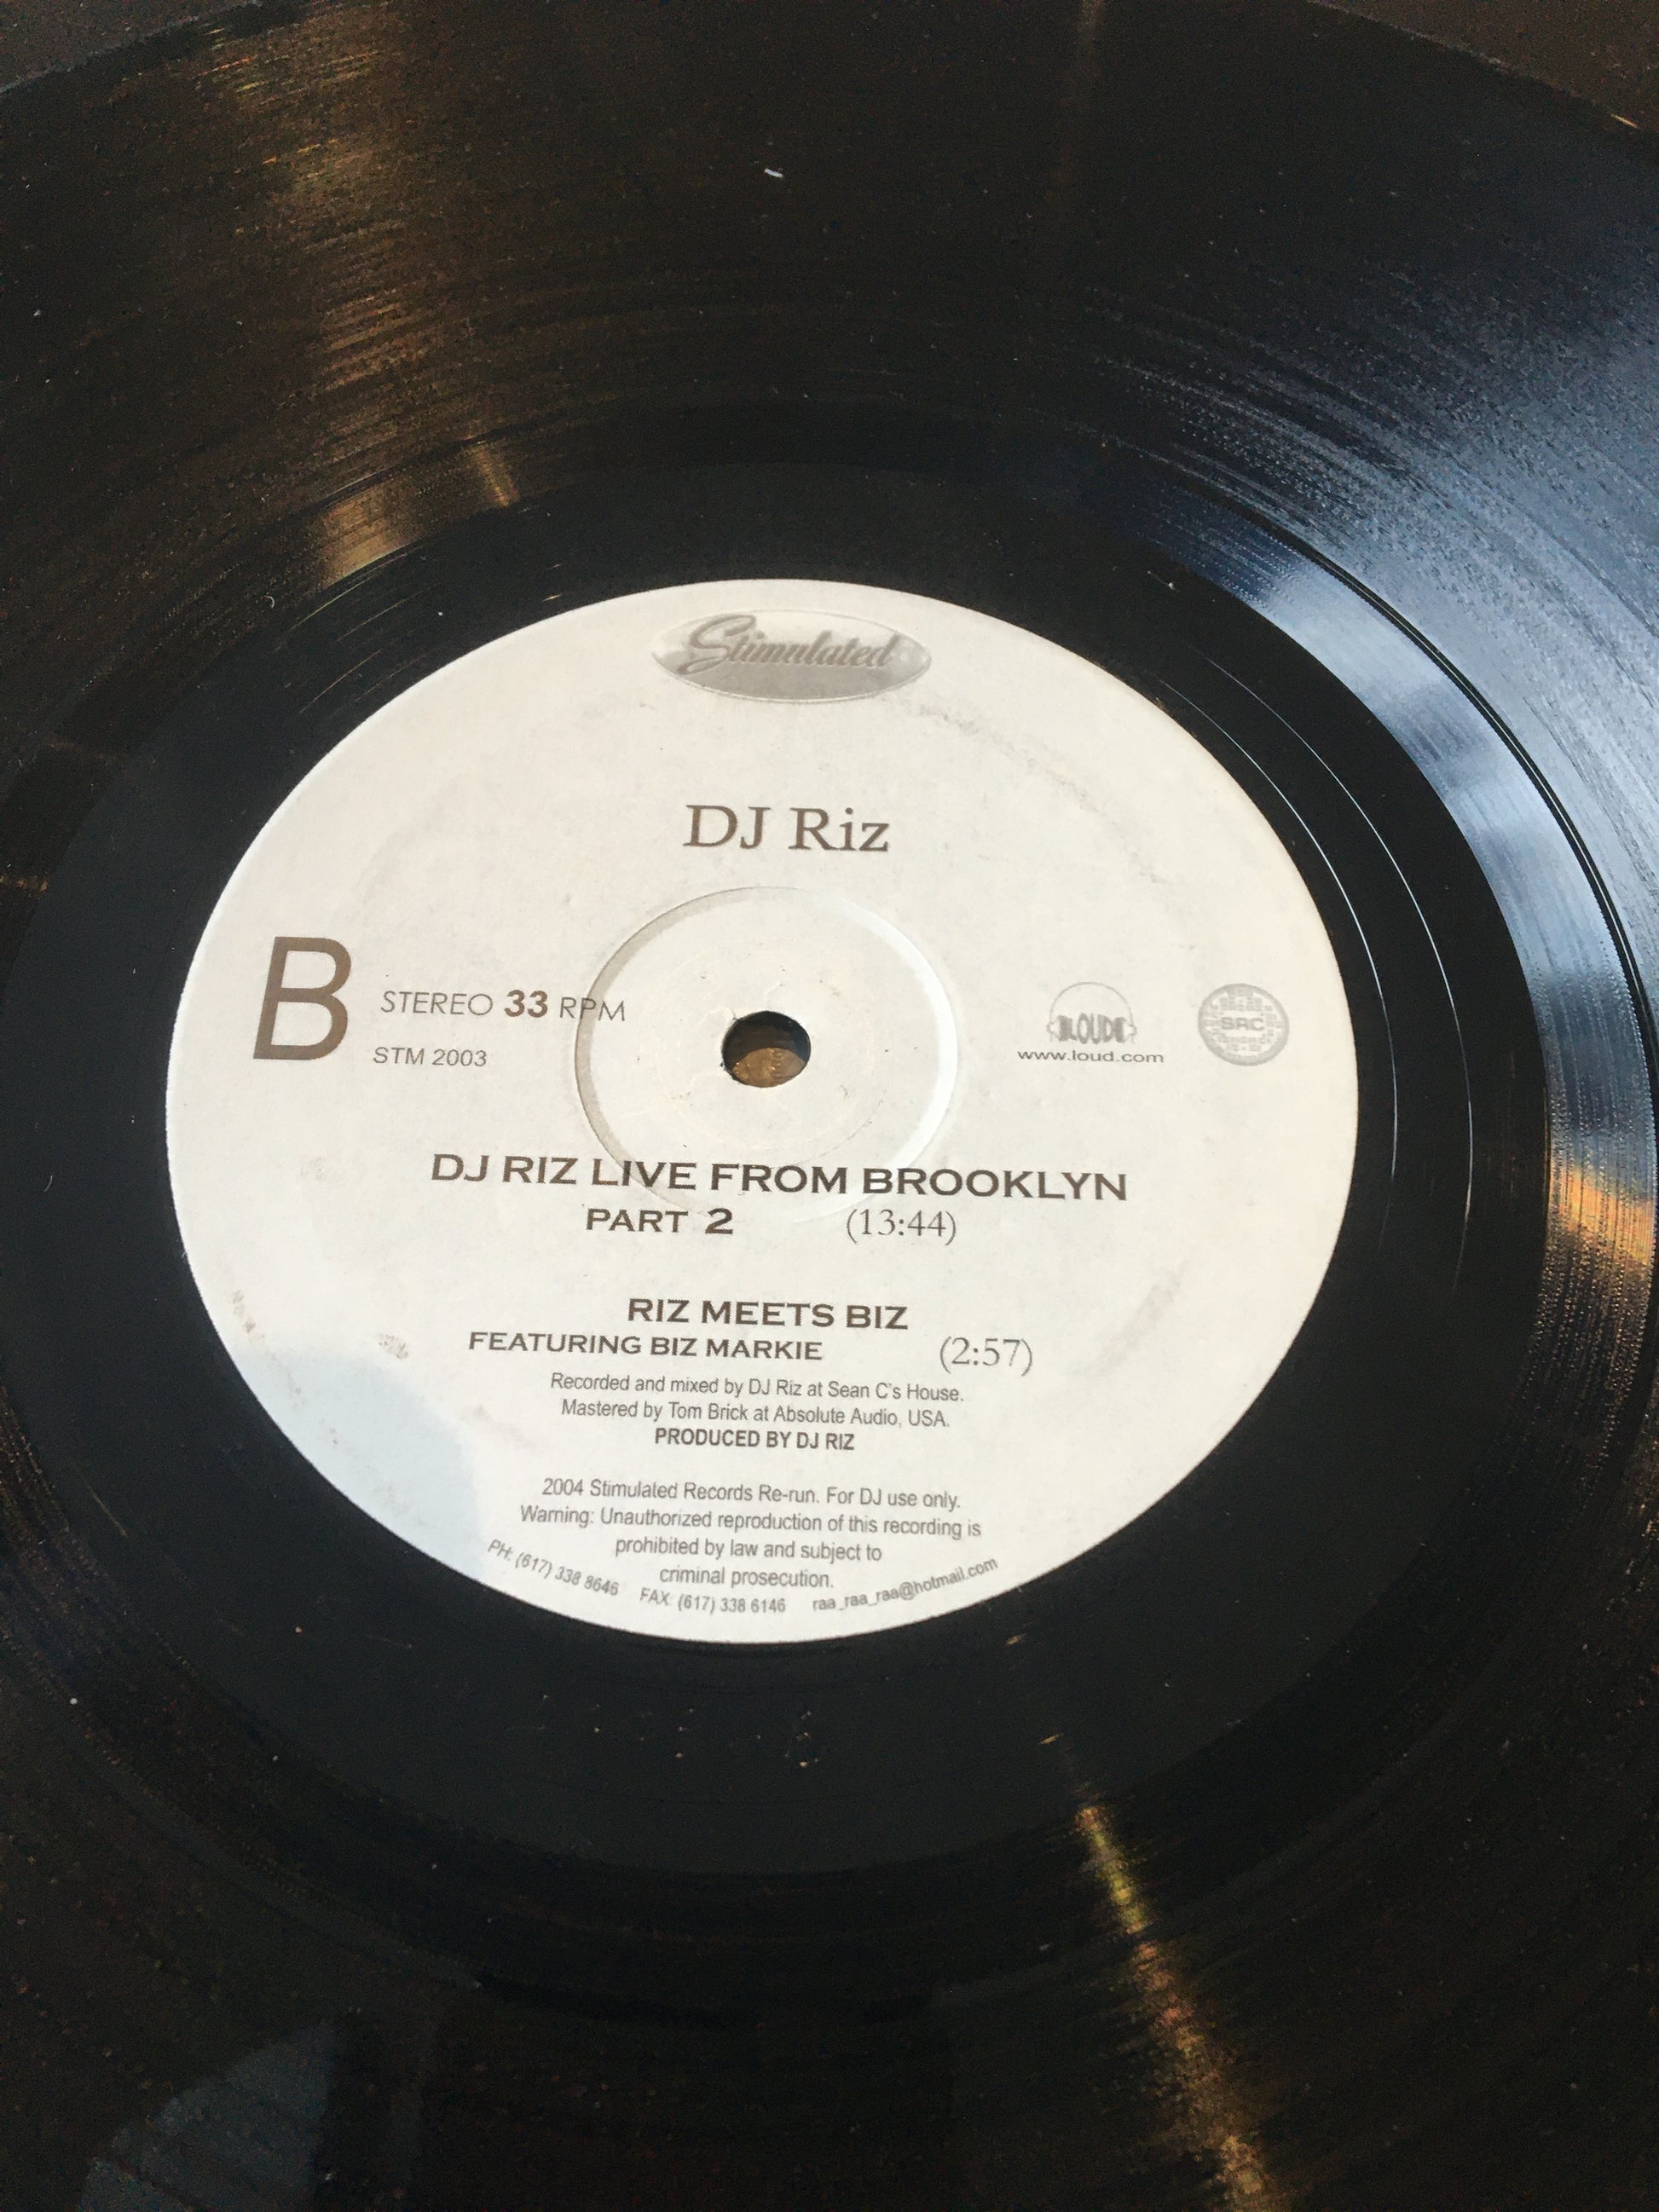 Stimulated
DJ Riz
B
STEREO 33 RPM
STM 2003
LOUD
www.loud.com
SRC
DJ RIZ LIVE FROM BROOKLYN
PART 2 (13:44)
RIZ MEETS BIZ
FEATURING BIZ MARKIE (2:57)
Recorded and mixed by DJ Riz at Sean C's House.
Mastered by Tom Brick at Absolute Audio, USA.
PRODUCED BY DJ RIZ
2004 Stimulated Records Re-run. For DJ use only.
Warning: Unauthorized reproduction of this recording is
prohibited by law and subject to
criminal prosecution.
PH: (617) 338 8646 FAX: (617) 338 6146 raa_raa_raa@hotmail.com